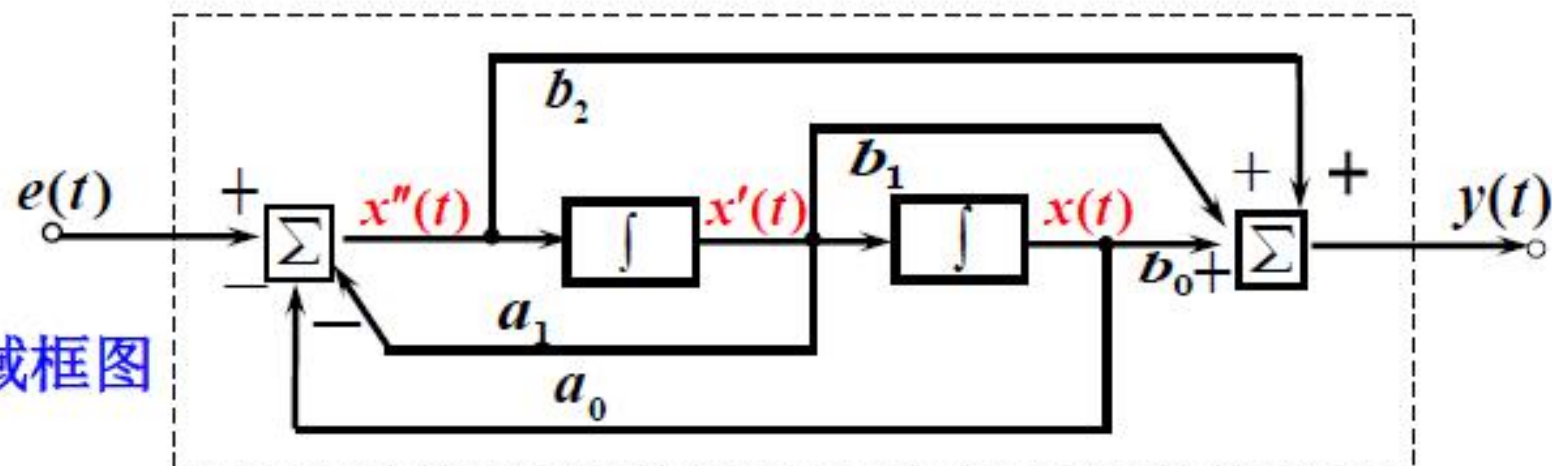 b₂
b₁
e(t) + x″(t) x′(t) x(t) + + y(t)
Σ ∫ ∫ Σ
− b₀+
− a₁
框图
a₀